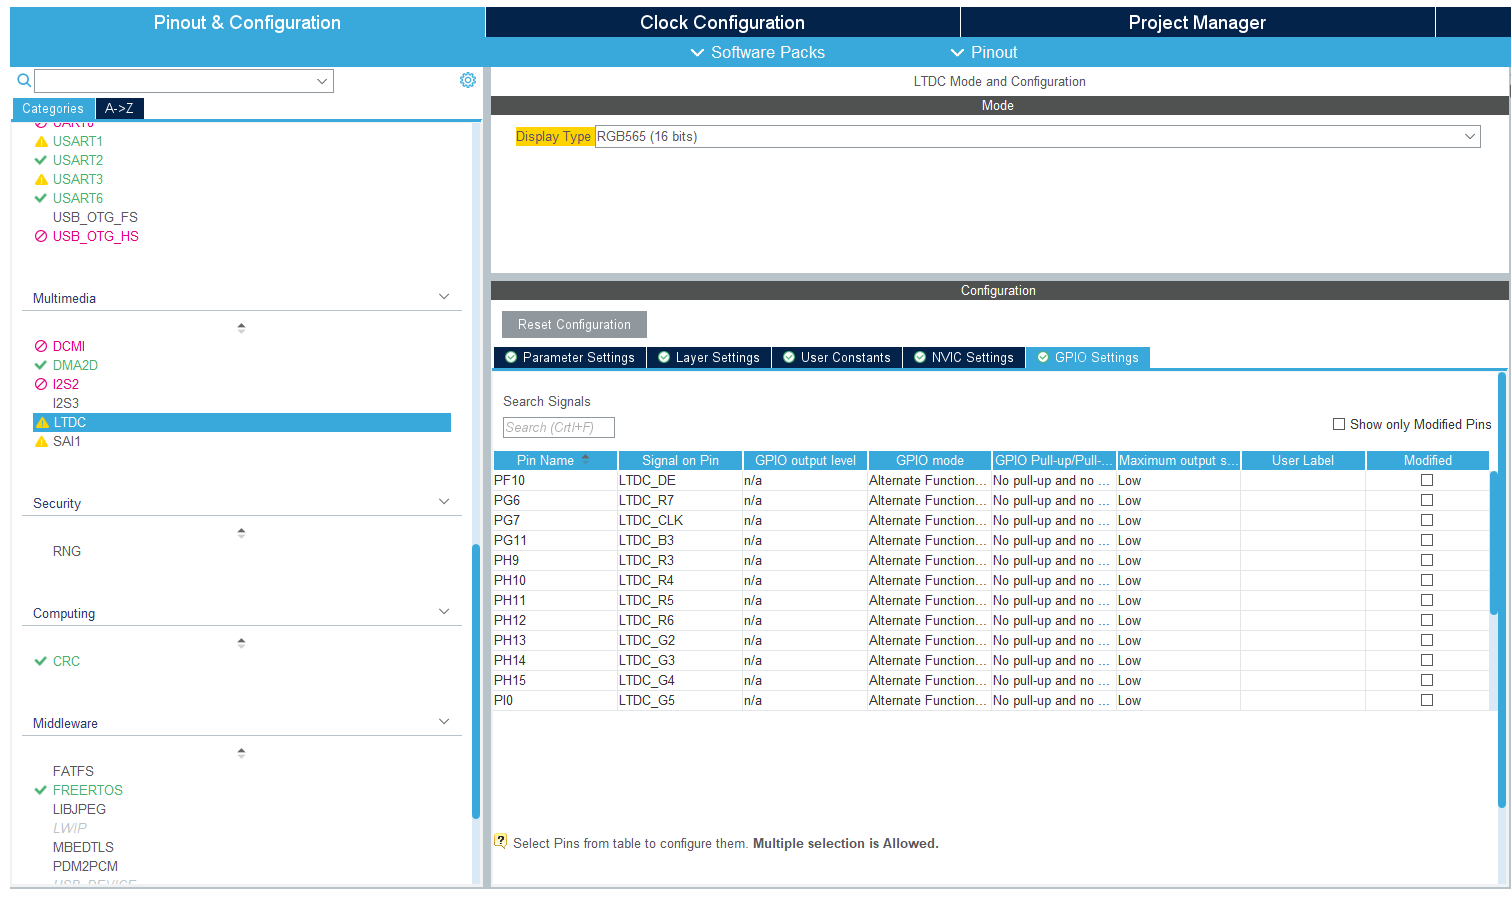 Pinout & Configuration
Clock Configuration
Project Manager
Software Packs
Pinout
Categories
A->Z
USART1
USART2
USART3
USART6
USB_OTG_FS
USB_OTG_HS
Multimedia
DCMI
DMA2D
I2S2
I2S3
LTDC
SAI1
Security
RNG
Computing
CRC
Middleware
FATFS
FREERTOS
LIBJPEG
LWIP
MBEDTLS
PDM2PCM
LTDC Mode and Configuration
Mode
Display Type RGB565 (16 bits)
Configuration
Reset Configuration
Parameter Settings
Layer Settings
User Constants
NVIC Settings
GPIO Settings
Search Signals
Search (CrtI+F)
Show only Modified Pins
Pin Name Signal on Pin GPIO output level GPIO mode GPIO Pull-up/Pull-... Maximum output s... User Label Modified
PF10 LTDC_DE n/a Alternate Function... No pull-up and no ... Low
PG6 LTDC_R7 n/a Alternate Function... No pull-up and no ... Low
PG7 LTDC_CLK n/a Alternate Function... No pull-up and no ... Low
PG11 LTDC_B3 n/a Alternate Function... No pull-up and no ... Low
PH9 LTDC_R3 n/a Alternate Function... No pull-up and no ... Low
PH10 LTDC_R4 n/a Alternate Function... No pull-up and no ... Low
PH11 LTDC_R5 n/a Alternate Function... No pull-up and no ... Low
PH12 LTDC_R6 n/a Alternate Function... No pull-up and no ... Low
PH13 LTDC_G2 n/a Alternate Function... No pull-up and no ... Low
PH14 LTDC_G3 n/a Alternate Function... No pull-up and no ... Low
PH15 LTDC_G4 n/a Alternate Function... No pull-up and no ... Low
PI0 LTDC_G5 n/a Alternate Function... No pull-up and no ... Low
Select Pins from table to configure them. Multiple selection is Allowed.